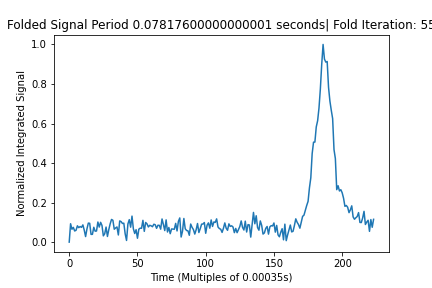 Folded Signal Period 0.07817600000000001 seconds| Fold Iteration: 55
1.0
0.8
0.6
0.4
0.2
0.0
Normalized Integrated Signal
0 50 100 150 200
Time (Multiples of 0.00035s)